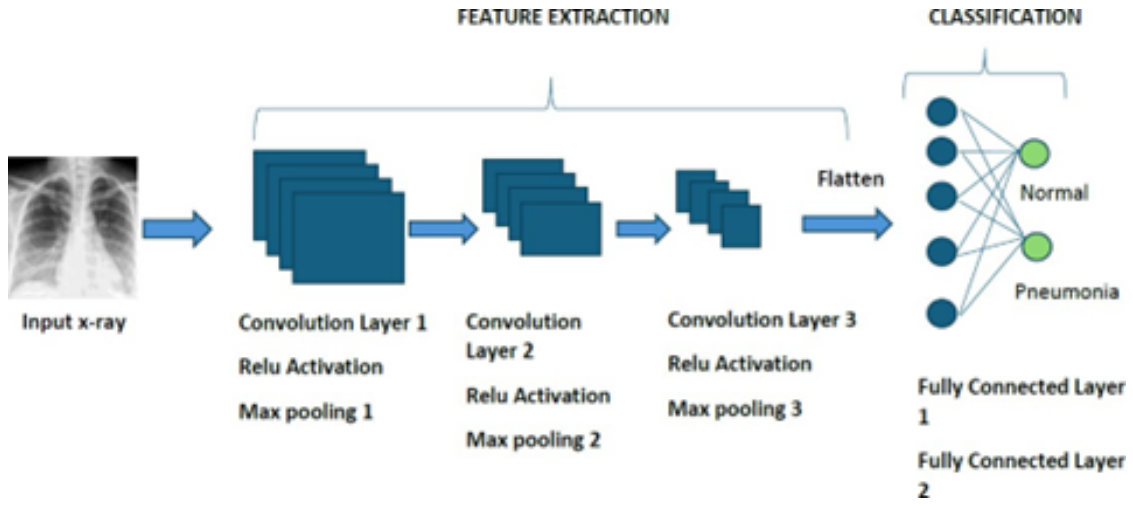 FEATURE EXTRACTION
CLASSIFICATION
Flatten
Normal
Pneumonia
Input x-ray
Convolution Layer 1
Relu Activation
Max pooling 1
Convolution
Layer 2
Relu Activation
Max pooling 2
Convolution Layer 3
Relu Activation
Max pooling 3
Fully Connected Layer
1
Fully Connected Layer
2